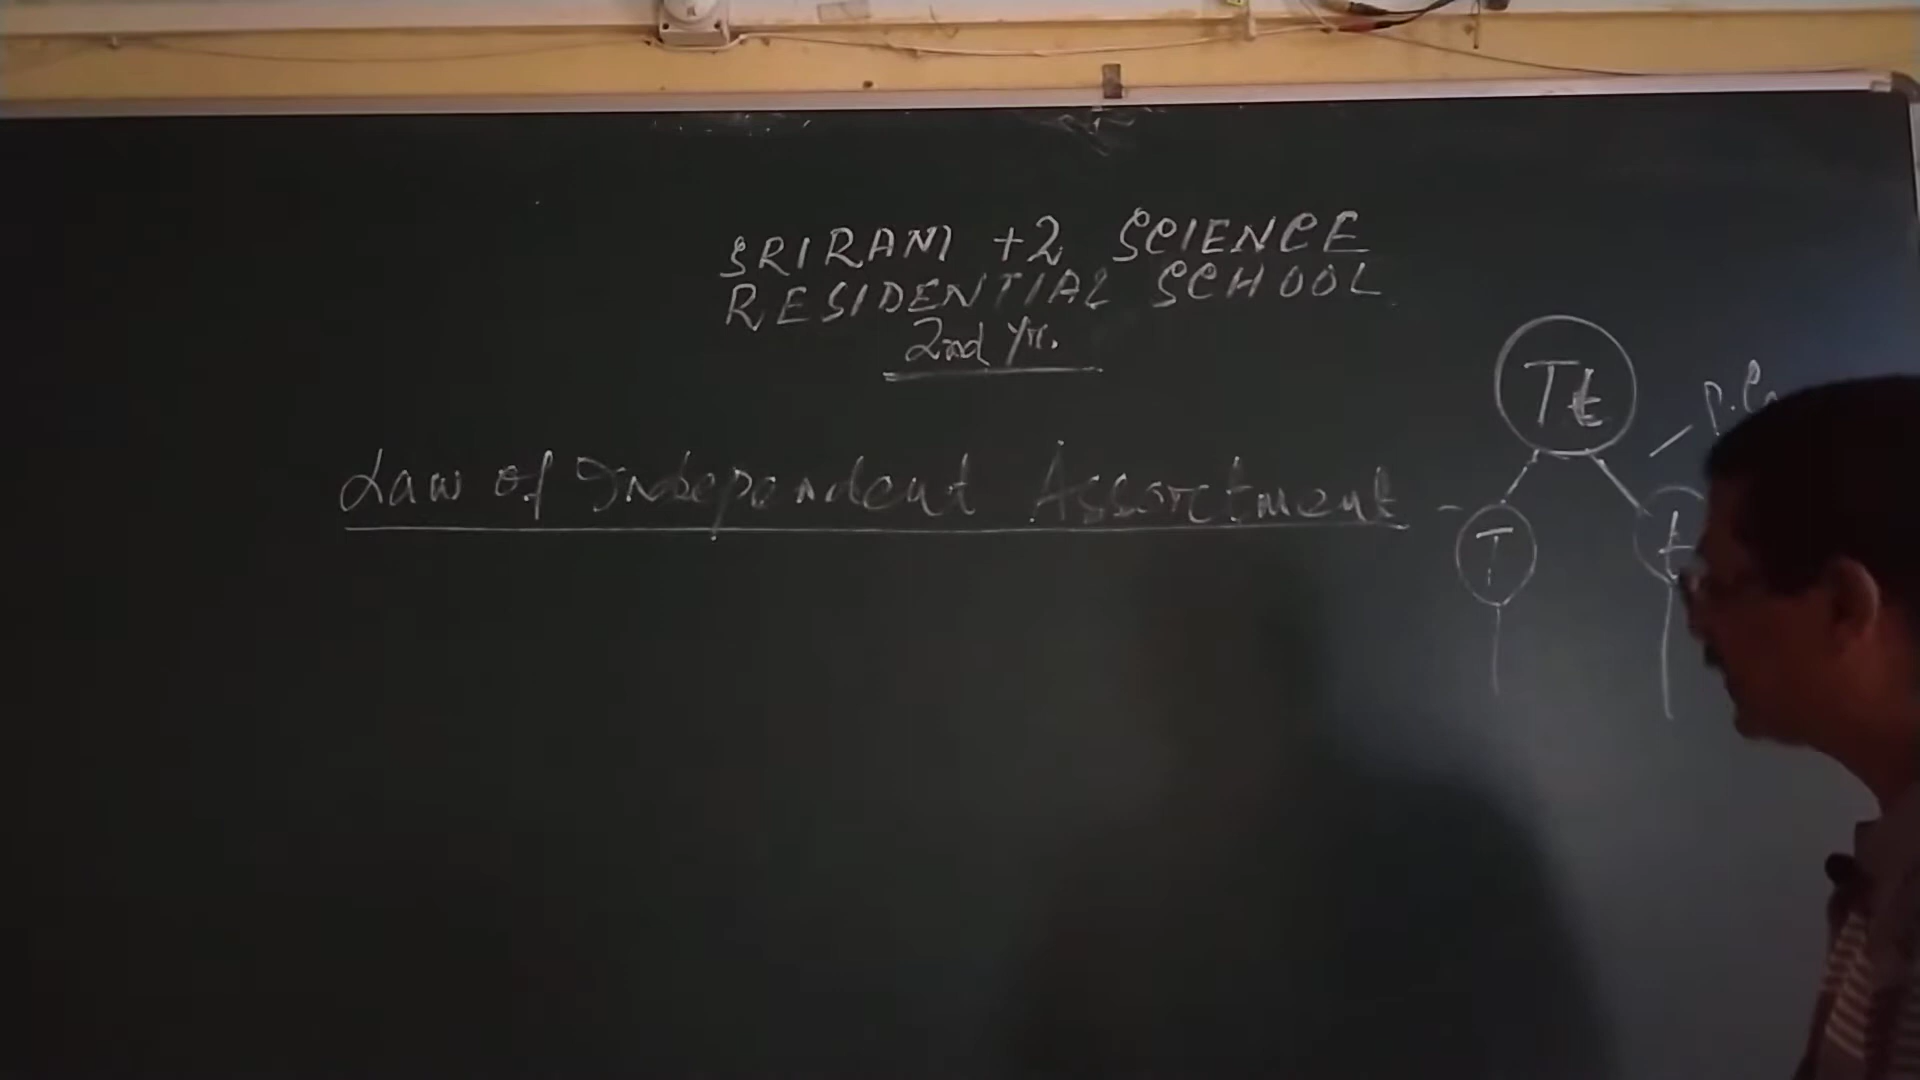 SRIRAM +2 SCIENCE
RESIDENTIAL SCHOOL
2nd Yr.
Law of Independent Assortment
Tt
T
t